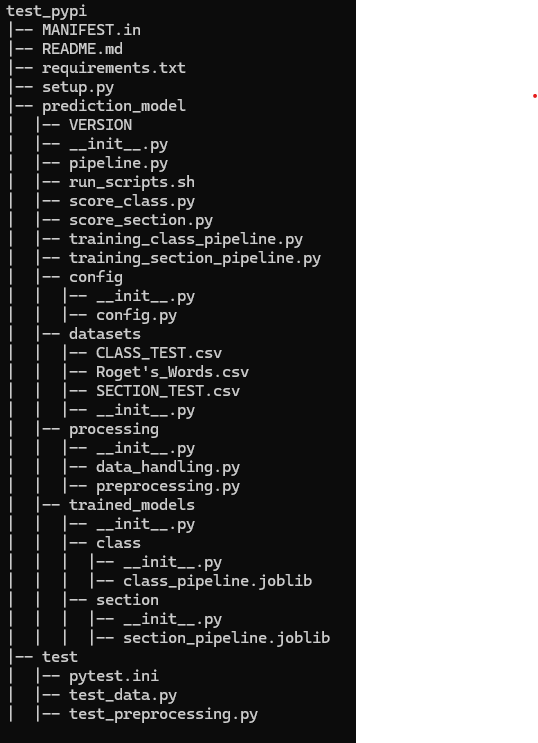 test_pypi
|-- MANIFEST.in
|-- README.md
|-- requirements.txt
|-- setup.py
|-- prediction_model
|  |-- VERSION
|  |-- __init__.py
|  |-- pipeline.py
|  |-- run_scripts.sh
|  |-- score_class.py
|  |-- score_section.py
|  |-- training_class_pipeline.py
|  |-- training_section_pipeline.py
|  |-- config
|  |  |-- __init__.py
|  |  |-- config.py
|  |-- datasets
|  |  |-- CLASS_TEST.csv
|  |  |-- Roget's_Words.csv
|  |  |-- SECTION_TEST.csv
|  |  |-- __init__.py
|  |-- processing
|  |  |-- __init__.py
|  |  |-- data_handling.py
|  |  |-- preprocessing.py
|  |-- trained_models
|  |  |-- __init__.py
|  |  |-- class
|  |  |  |-- __init__.py
|  |  |  |-- class_pipeline.joblib
|  |  |-- section
|  |  |  |-- __init__.py
|  |  |  |-- section_pipeline.joblib
|-- test
|  |-- pytest.ini
|  |-- test_data.py
|  |-- test_preprocessing.py